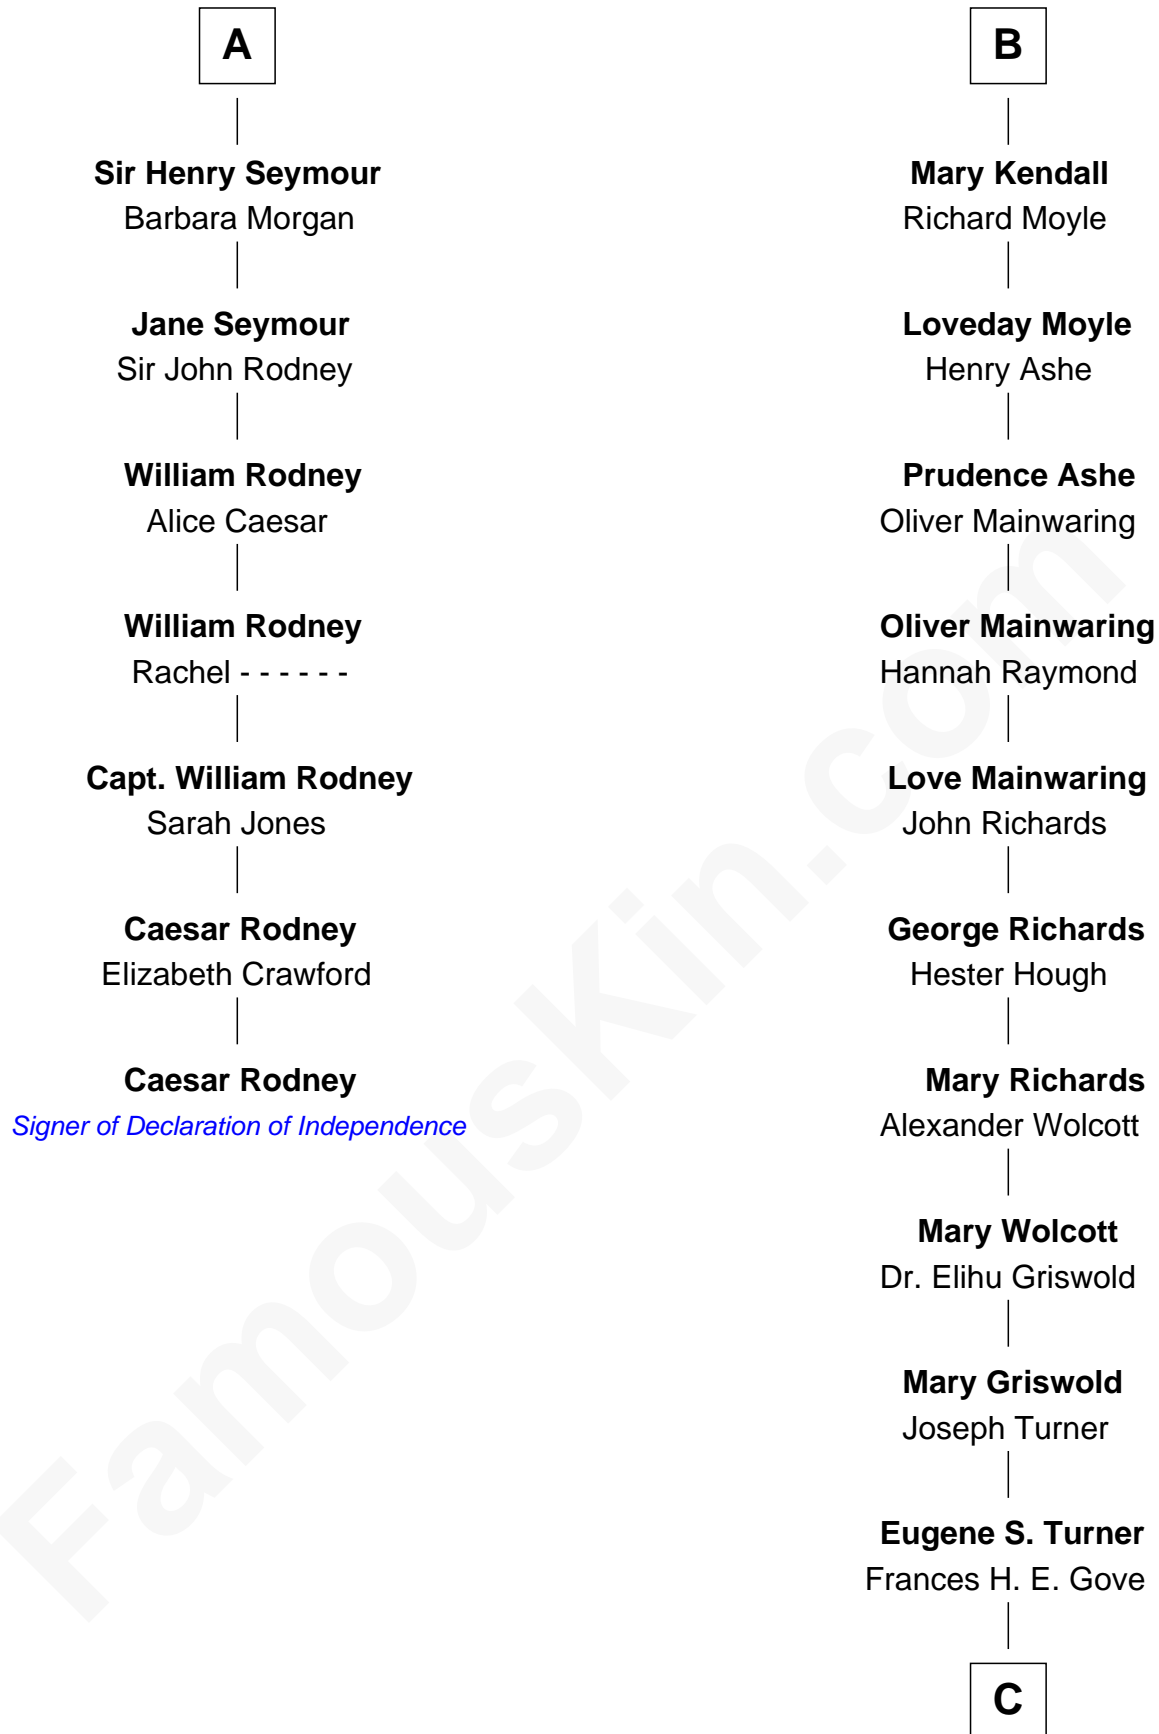 A
Sir Henry Seymour
Barbara Morgan
Jane Seymour
Sir John Rodney
William Rodney
Alice Caesar
William Rodney
Rachel - - - - - -
Capt. William Rodney
Sarah Jones
Caesar Rodney
Elizabeth Crawford
Caesar Rodney
Signer of Declaration of Independence
B
Mary Kendall
Richard Moyle
Loveday Moyle
Henry Ashe
Prudence Ashe
Oliver Mainwaring
Oliver Mainwaring
Hannah Raymond
Love Mainwaring
John Richards
George Richards
Hester Hough
Mary Richards
Alexander Wolcott
Mary Wolcott
Dr. Elihu Griswold
Mary Griswold
Joseph Turner
Eugene S. Turner
Frances H. E. Gove
C
FamousKin.com